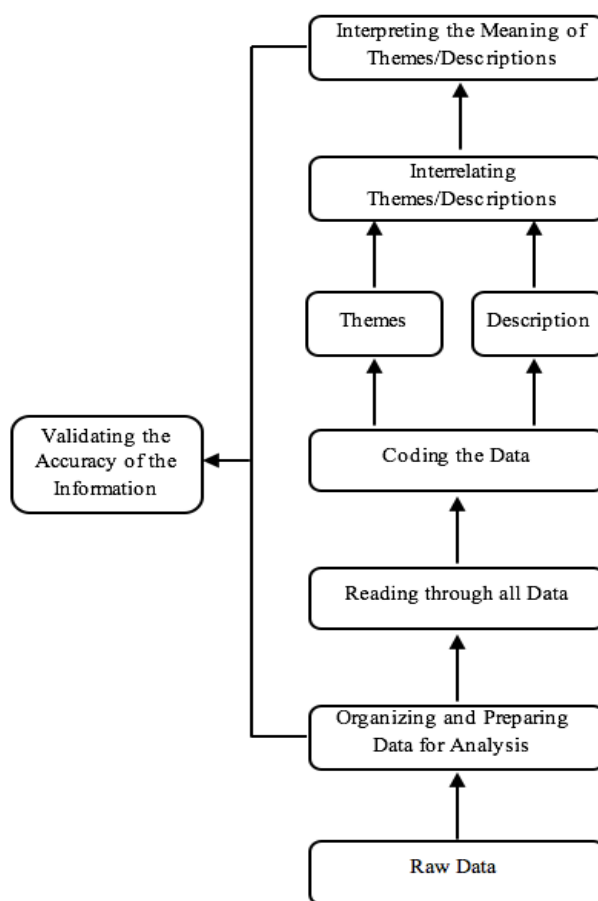 Interpreting the Meaning of
Themes/Descriptions
Interrelating
Themes/Descriptions
Themes
Description
Validating the
Accuracy of the
Information
Coding the Data
Reading through all Data
Organizing and Preparing
Data for Analysis
Raw Data